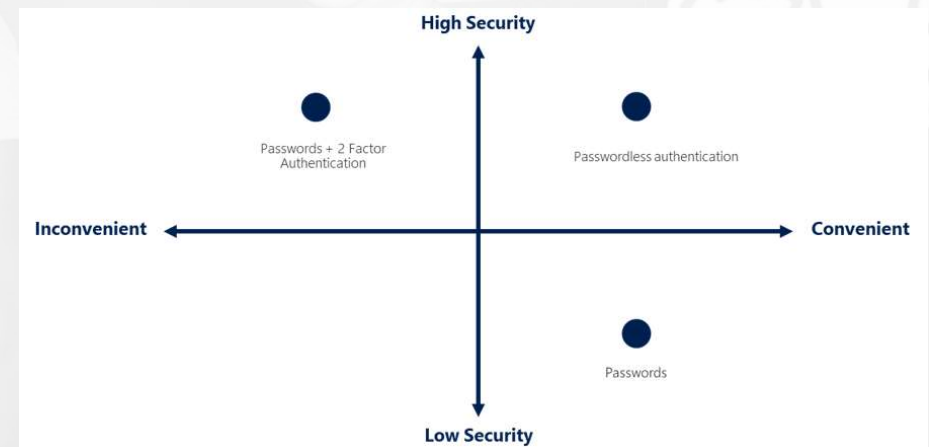 High Security
Passwords + 2 Factor
Authentication
Passwordless authentication
Inconvenient
Convenient
Passwords
Low Security